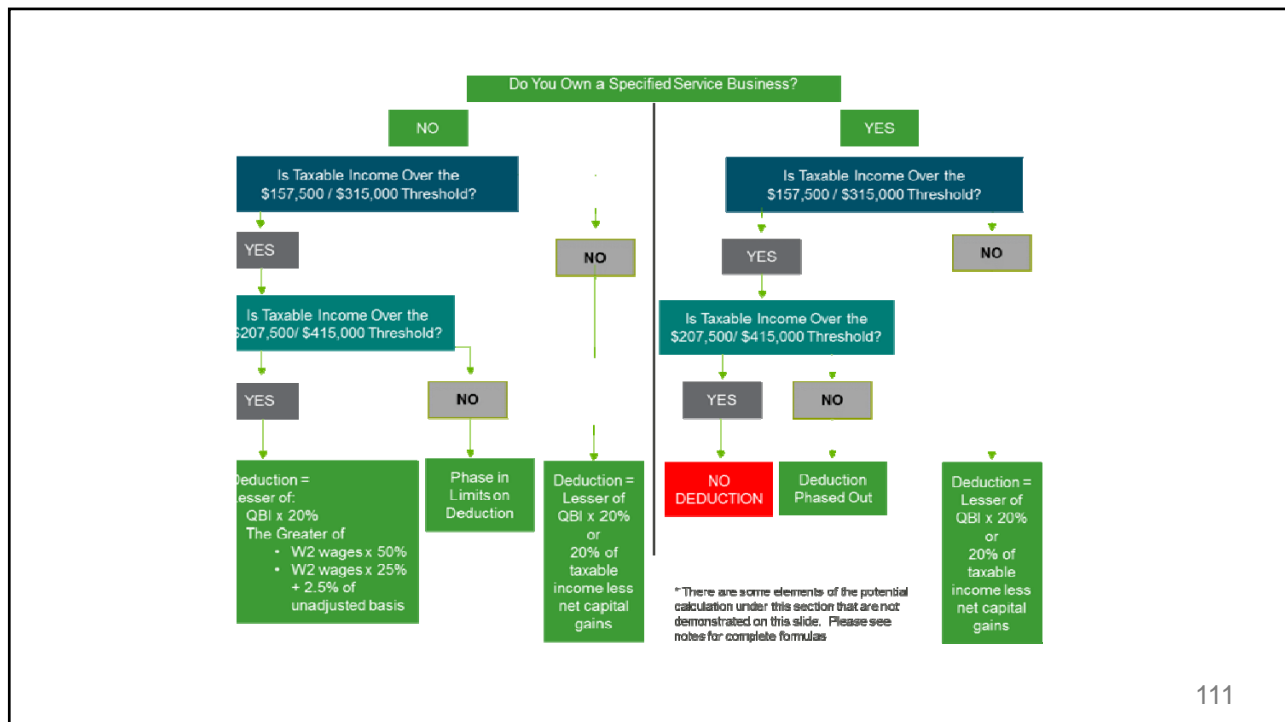 Do You Own a Specified Service Business?
NO
YES
Is Taxable Income Over the
$157,500 / $315,000 Threshold?
Is Taxable Income Over the
$157,500 / $315,000 Threshold?
YES
NO
YES
NO
Is Taxable Income Over the
$207,500/ $415,000 Threshold?
Is Taxable Income Over the
$207,500/ $415,000 Threshold?
YES
NO
YES
NO
Deduction =
Lesser of:
QBI x 20%
The Greater of
• W2 wages x 50%
• W2 wages x 25%
+ 2.5% of
unadjusted basis
Phase in
Limits on
Deduction
Deduction =
Lesser of
QBI x 20%
or
20% of
taxable
income less
net capital
gains
NO
DEDUCTION
Deduction
Phased Out
Deduction =
Lesser of
QBI x 20%
or
20% of
taxable
income less
net capital
gains
*There are some elements of the potential
calculation under this section that are not
demonstrated on this slide. Please see
notes for complete formulas
111